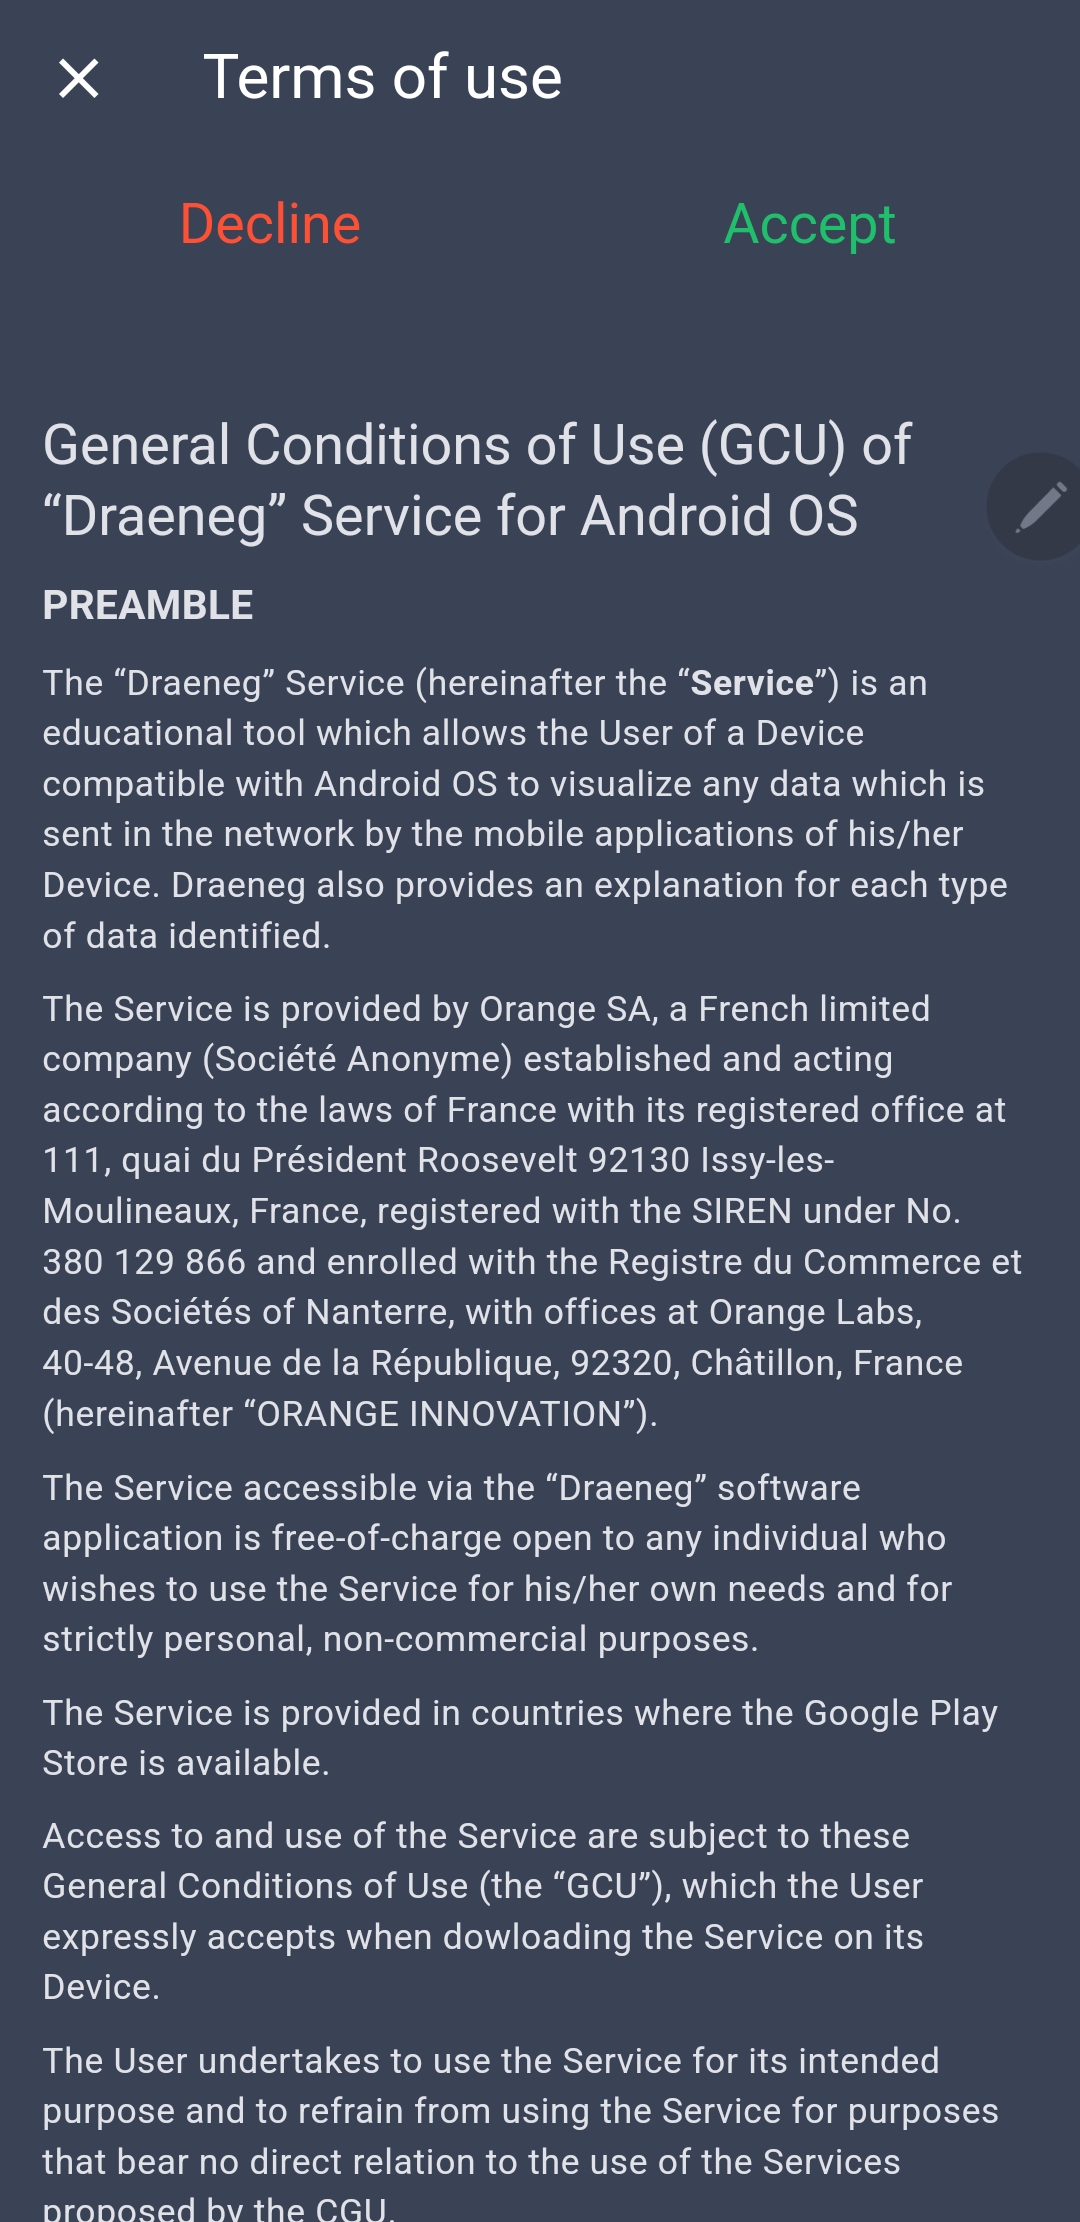 Terms of use
Decline
Accept
General Conditions of Use (GCU) of
“Draeneg” Service for Android OS
PREAMBLE
The “Draeneg” Service (hereinafter the “Service”) is an
educational tool which allows the User of a Device
compatible with Android OS to visualize any data which is
sent in the network by the mobile applications of his/her
Device. Draeneg also provides an explanation for each type
of data identified.
The Service is provided by Orange SA, a French limited
company (Société Anonyme) established and acting
according to the laws of France with its registered office at
111, quai du Président Roosevelt 92130 Issy-les-
Moulineaux, France, registered with the SIREN under No.
380 129 866 and enrolled with the Registre du Commerce et
des Sociétés of Nanterre, with offices at Orange Labs,
40-48, Avenue de la République, 92320, Châtillon, France
(hereinafter “ORANGE INNOVATION”).
The Service accessible via the “Draeneg” software
application is free-of-charge open to any individual who
wishes to use the Service for his/her own needs and for
strictly personal, non-commercial purposes.
The Service is provided in countries where the Google Play
Store is available.
Access to and use of the Service are subject to these
General Conditions of Use (the “GCU”), which the User
expressly accepts when dowloading the Service on its
Device.
The User undertakes to use the Service for its intended
purpose and to refrain from using the Service for purposes
that bear no direct relation to the use of the Services
proposed by the CGU.